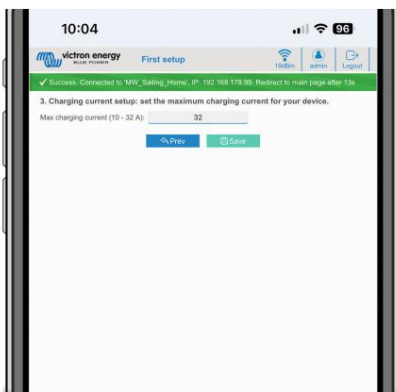 10:04
96
victron energy
BLUE POWER
First setup
admin
Logout
Success. Connected to 'MW_Sailing_Home', IP: 192.168.178.99. Redirect to main page after 13s
3. Charging current setup: set the maximum charging current for your device.
Max charging current (10 - 32 A):
32
Prev
Save